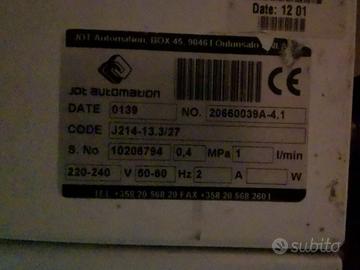 Date: 12 01
JOT Automation, BOX 45, 90461 Oulunsalo
JOT automation
DATE 0139 NO. 20660039A-4.1
CODE J214-13.3/27
S. No 10206794 0,4 MPa 1 l/min
220-240 V 50-60 Hz 2 A W
TEL +358 20 568 20 FAX +358 20 568 2601
subito